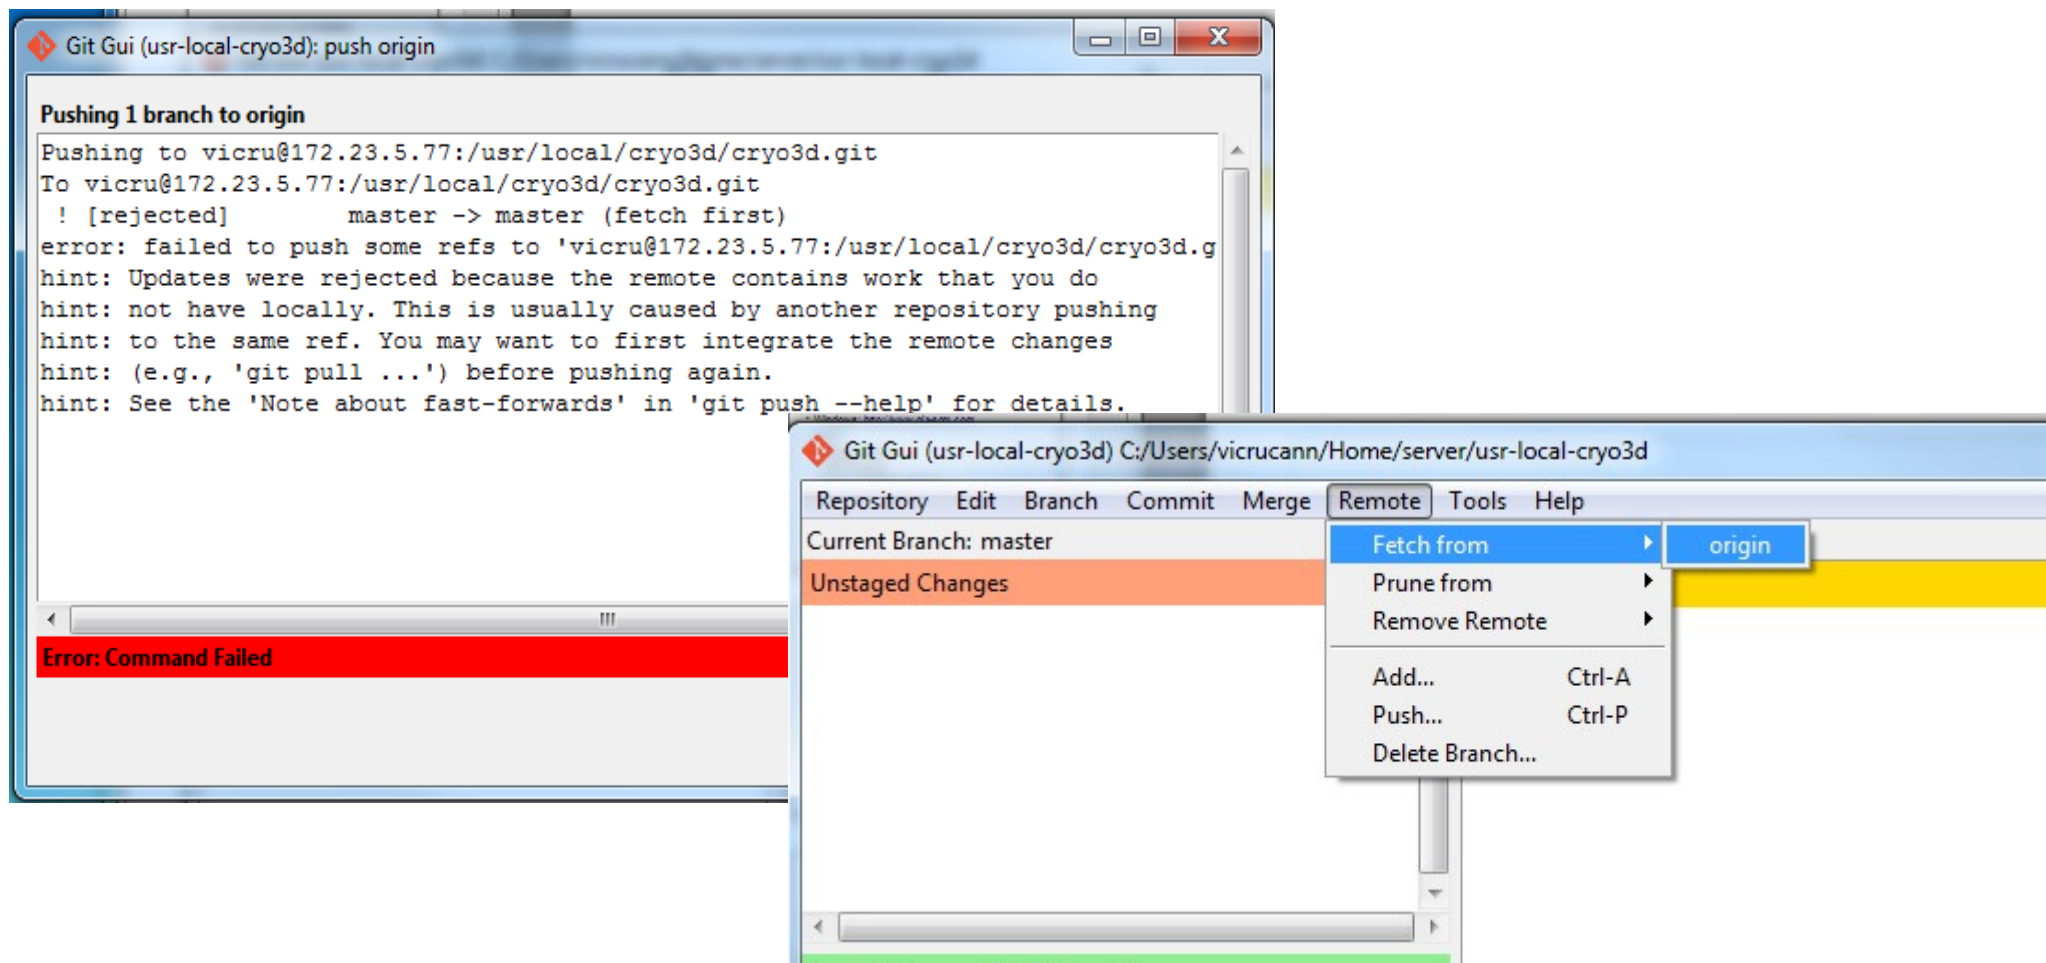 Git Gui (usr-local-cryo3d): push origin
Pushing 1 branch to origin
Pushing to vicru@172.23.5.77:/usr/local/cryo3d/cryo3d.git
To vicru@172.23.5.77:/usr/local/cryo3d/cryo3d.git
! [rejected] master -> master (fetch first)
error: failed to push some refs to 'vicru@172.23.5.77:/usr/local/cryo3d/cryo3d.g
hint: Updates were rejected because the remote contains work that you do
hint: not have locally. This is usually caused by another repository pushing
hint: to the same ref. You may want to first integrate the remote changes
hint: (e.g., 'git pull ...') before pushing again.
hint: See the 'Note about fast-forwards' in 'git push --help' for details.
Error: Command Failed
Git Gui (usr-local-cryo3d) C:/Users/vicrucann/Home/server/usr-local-cryo3d
Repository Edit Branch Commit Merge Remote Tools Help
Current Branch: master
Unstaged Changes
Fetch from
origin
Prune from
Remove Remote
Add... Ctrl-A
Push... Ctrl-P
Delete Branch...